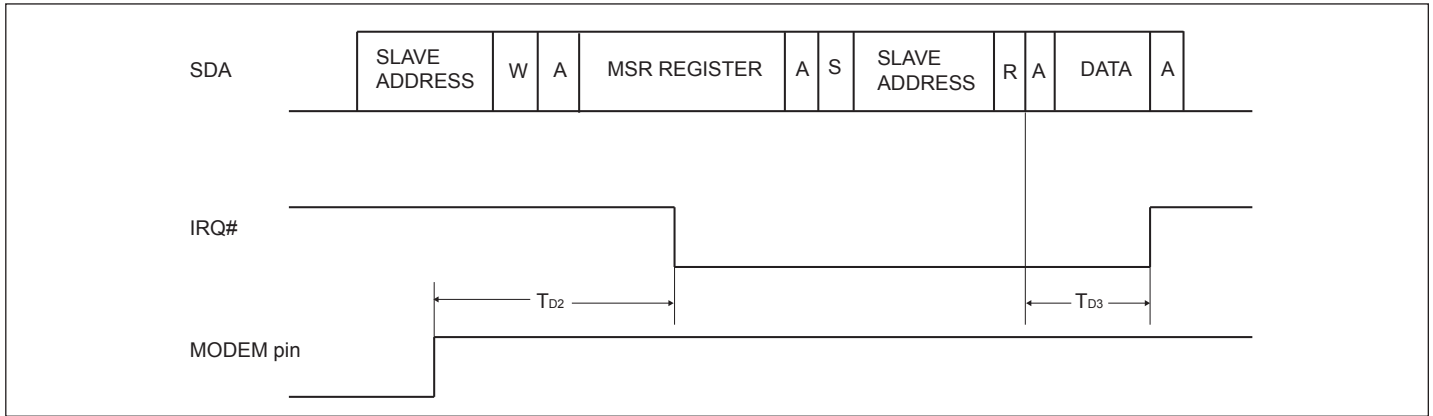 SDA
SLAVE
ADDRESS
W
A
MSR REGISTER
A
S
SLAVE
ADDRESS
R
A
DATA
A
IRQ#
TD2
TD3
MODEM pin